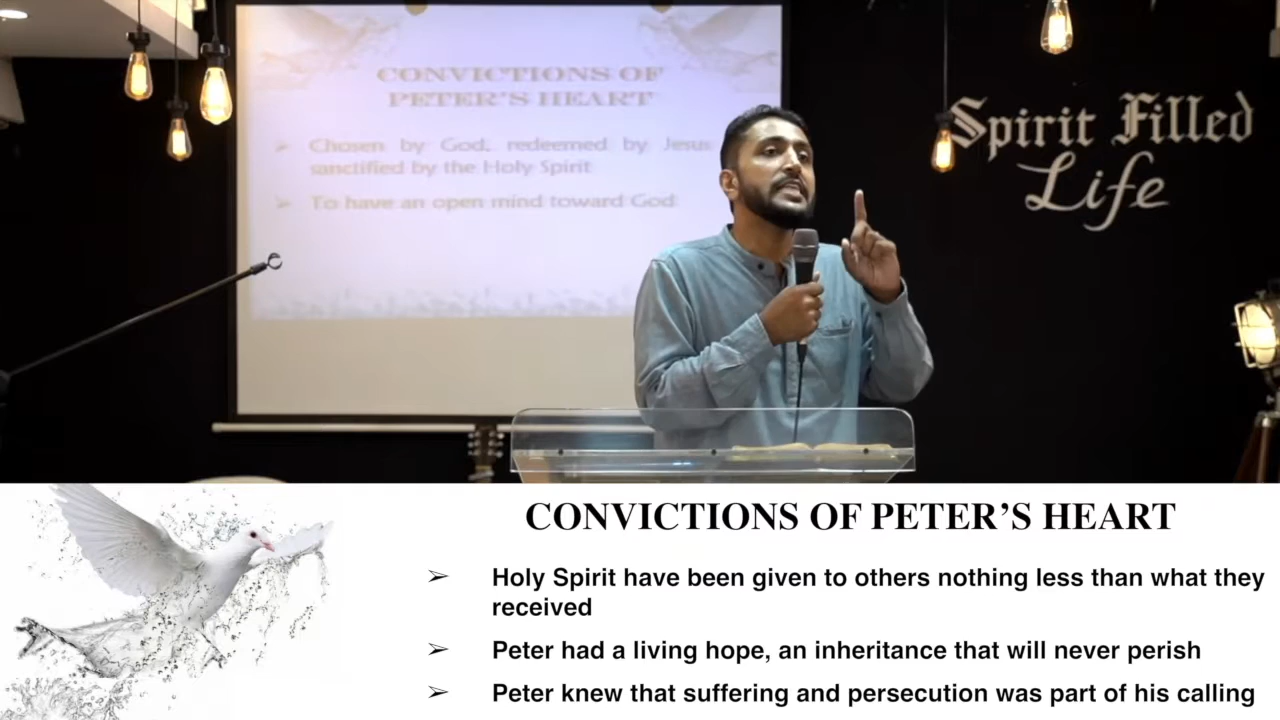 CONVICTIONS OF
PETER'S HEART
➢ Chosen by God, redeemed by Jesus
sanctified by the Holy Spirit
➢ To have an open mind toward God
Spirit Filled
Life
CONVICTIONS OF PETER'S HEART
➢ Holy Spirit have been given to others nothing less than what they
received
➢ Peter had a living hope, an inheritance that will never perish
➢ Peter knew that suffering and persecution was part of his calling